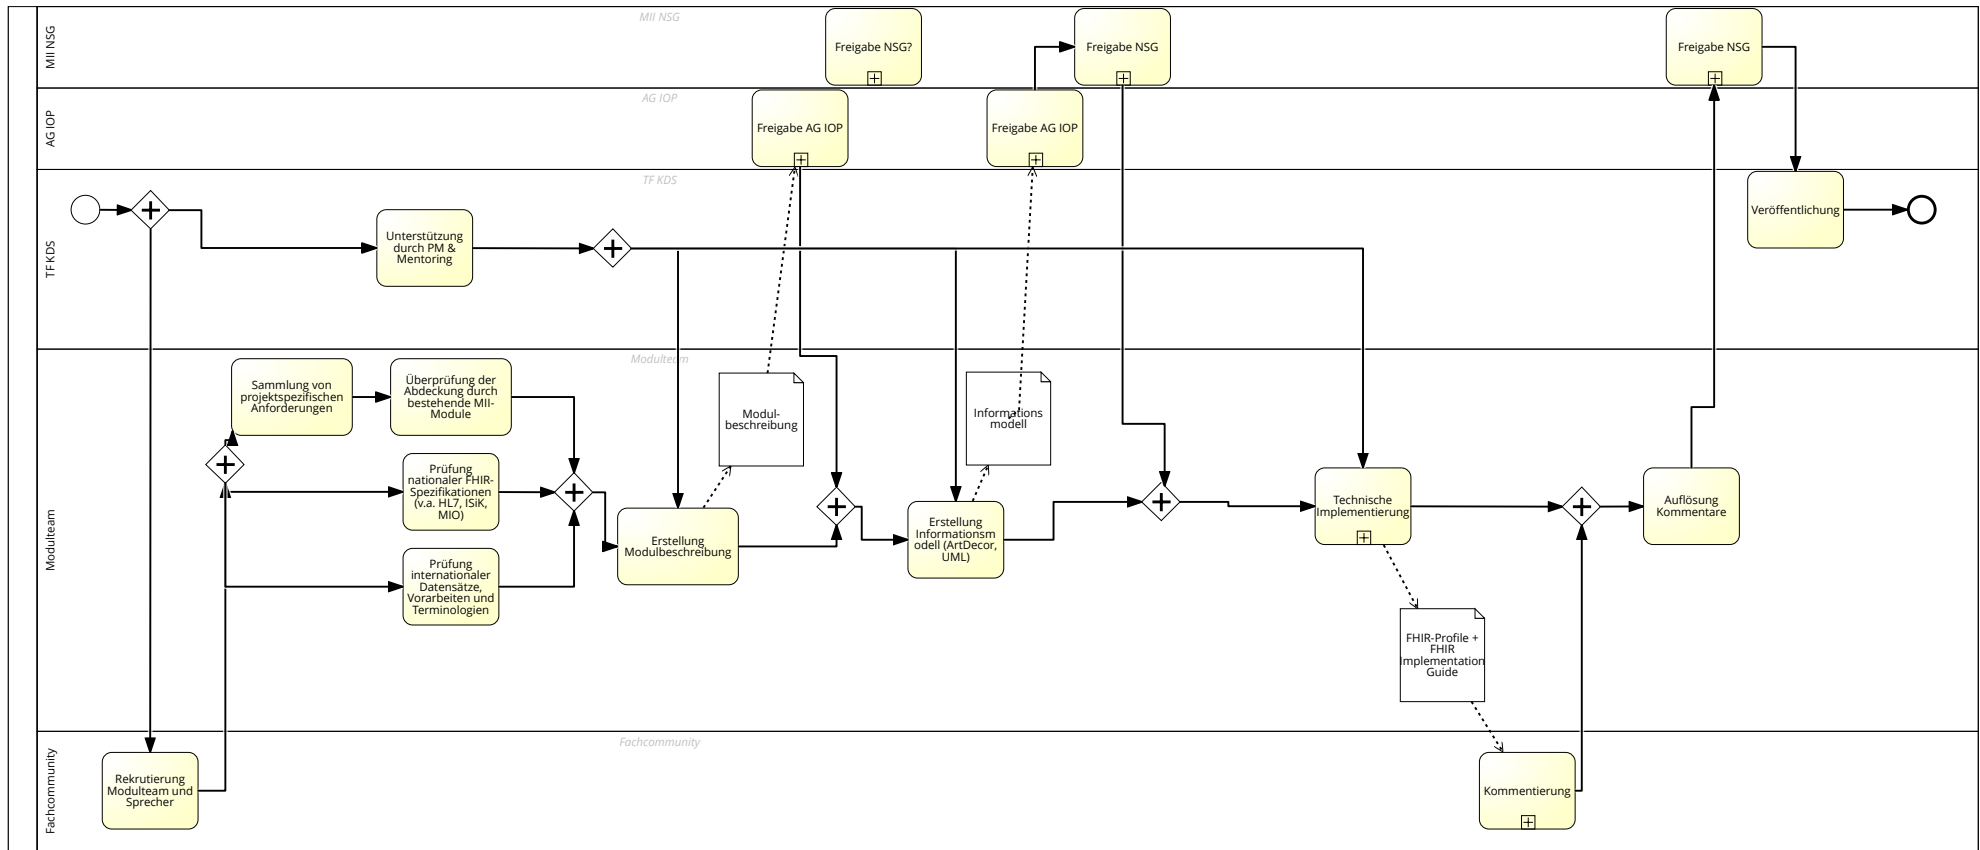 MII NSG
MII NSG
Freigabe NSG?
Freigabe NSG
Freigabe NSG
AG IOP
AG IOP
Freigabe AG IOP
Freigabe AG IOP
TF KDS
TF KDS
Unterstützung
durch PM &
Mentoring
Veröffentlichung
Modulteam
Modulteam
Sammlung von
projektspezifischen
Anforderungen
Überprüfung der
Abdeckung durch
bestehende MII-
Module
Prüfung
nationaler FHIR-
Spezifikationen
(v.a. HL7, ISiK,
MIO)
Prüfung
internationaler
Datensätze,
Vorarbeiten und
Terminologien
Erstellung
Modulbeschreibung
Modul-
beschreibung
Erstellung
Informationsm
odell (ArtDecor,
UML)
Informations
modell
Technische
Implementierung
FHIR-Profile +
FHIR
Implementation
Guide
Auflösung
Kommentare
Fachcommunity
Fachcommunity
Rekrutierung
Modulteam und
Sprecher
Kommentierung